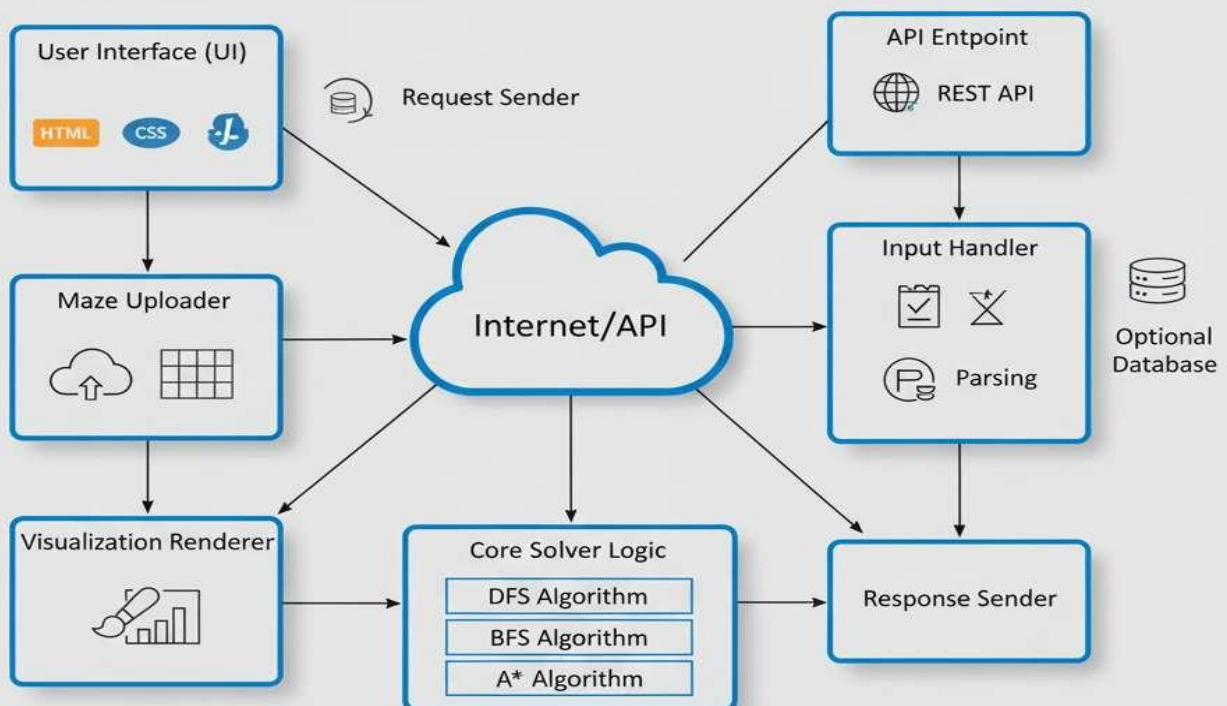 User Interface (UI)
HTML
CSS
Request Sender
API Entpoint
REST API
Maze Uploader
Internet/API
Input Handler
Parsing
Optional
Database
Visualization Renderer
Core Solver Logic
DFS Algorithm
BFS Algorithm
A* Algorithm
Response Sender